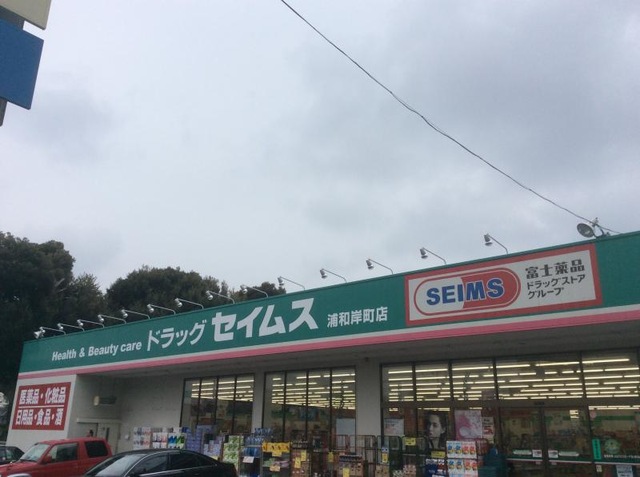 Health & Beauty care ドラッグ セイムス 浦和岸町店
SEIMS
富士薬品
ドラッグストア
グループ
医薬品・化粧品
日用品・食品・酒